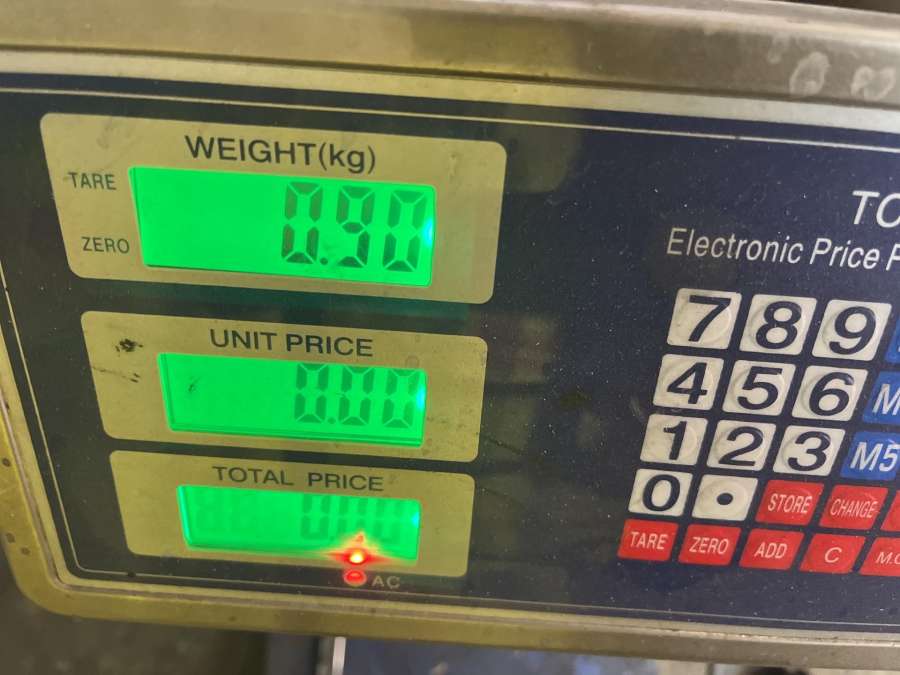 WEIGHT(kg)
TARE
0.90
ZERO
UNIT PRICE
0.00
TOTAL PRICE
0.00
AC
Electronic Price
7 8 9
4 5 6
1 2 3
M5
0 . STORE CHANGE
TARE ZERO ADD C